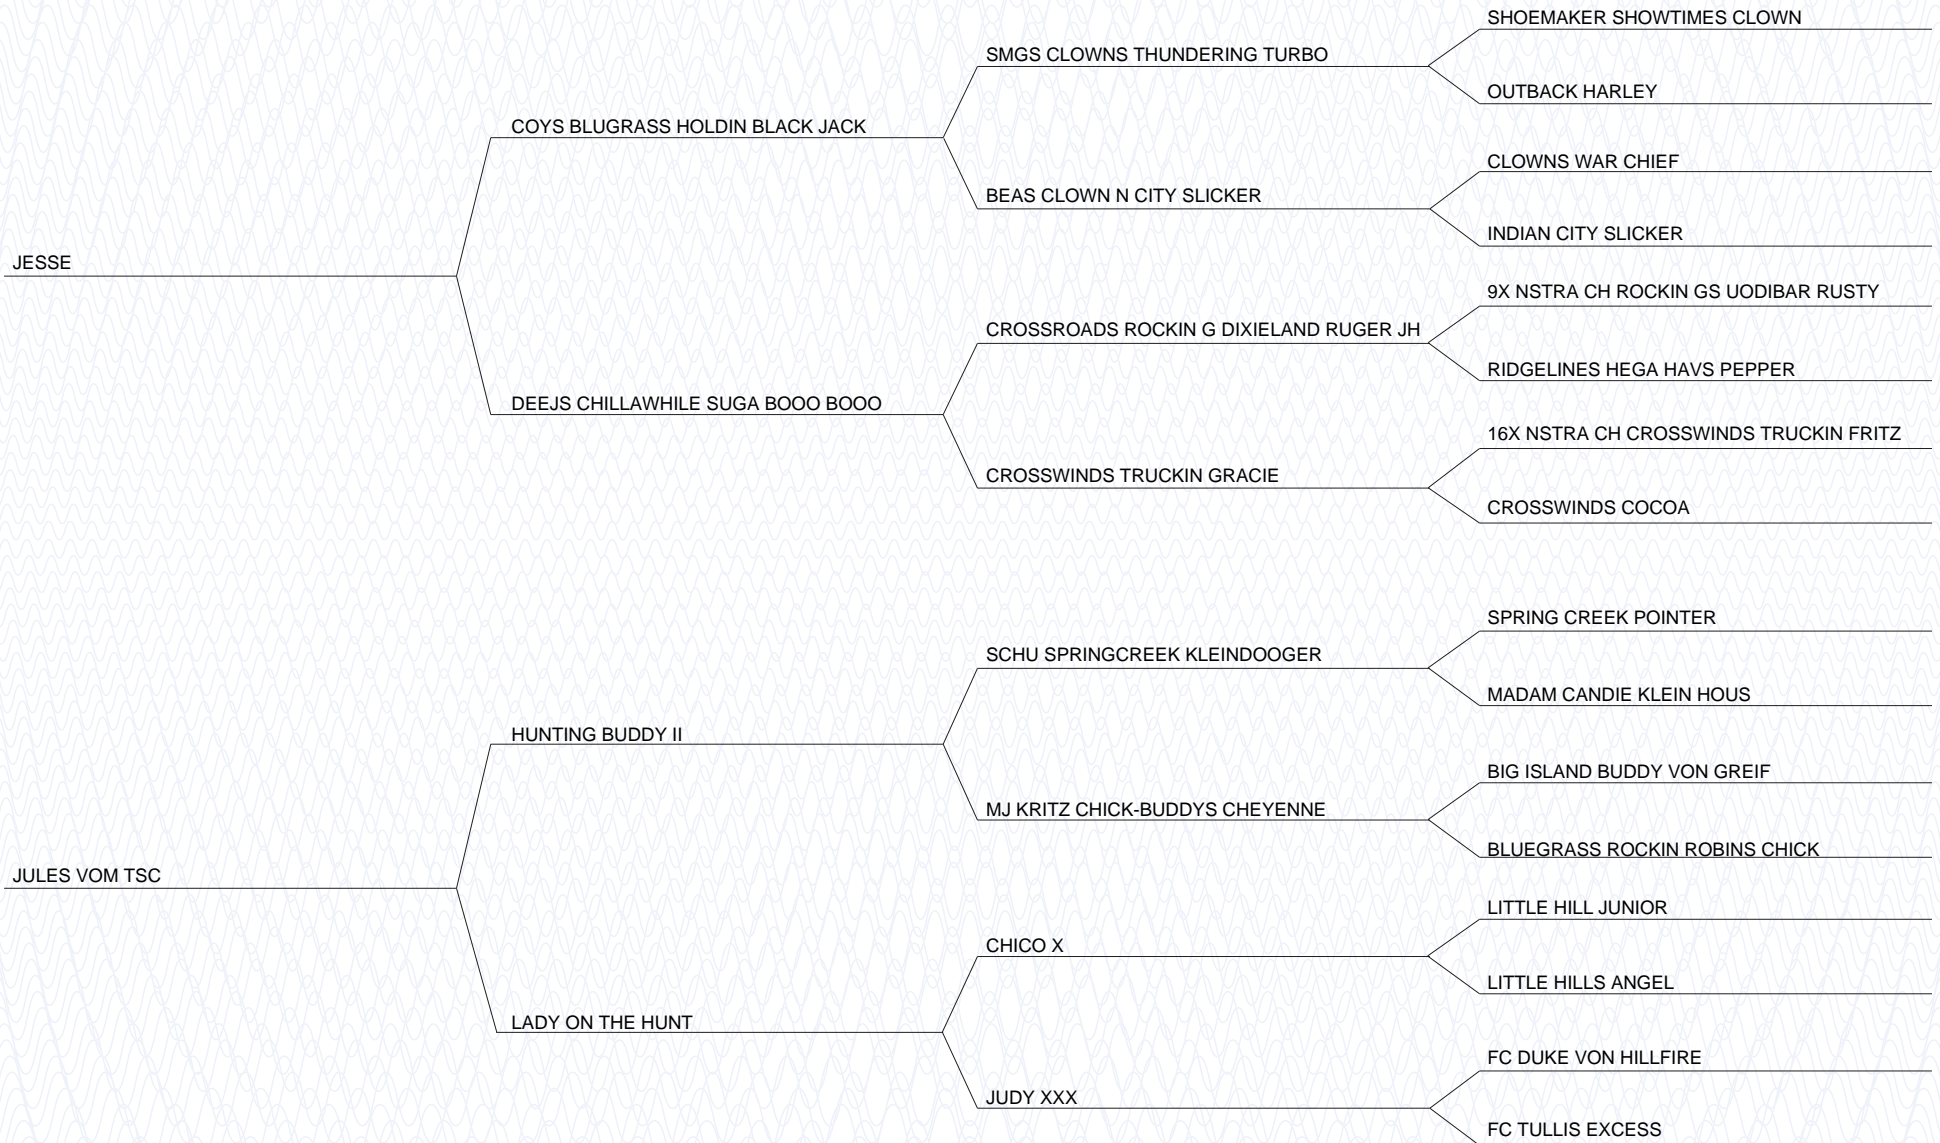 SHOEMAKER SHOWTIMES CLOWN
SMGS CLOWNS THUNDERING TURBO
OUTBACK HARLEY
COYS BLUGRASS HOLDIN BLACK JACK
CLOWNS WAR CHIEF
BEAS CLOWN N CITY SLICKER
INDIAN CITY SLICKER
JESSE
9X NSTRA CH ROCKIN GS UODIBAR RUSTY
CROSSROADS ROCKIN G DIXIELAND RUGER JH
RIDGELINES HEGA HAVS PEPPER
DEEJS CHILLAWHILE SUGA BOOO BOOO
16X NSTRA CH CROSSWINDS TRUCKIN FRITZ
CROSSWINDS TRUCKIN GRACIE
CROSSWINDS COCOA
SPRING CREEK POINTER
SCHU SPRINGCREEK KLEINDOOGER
MADAM CANDIE KLEIN HOUS
HUNTING BUDDY II
BIG ISLAND BUDDY VON GREIF
MJ KRITZ CHICK-BUDDYS CHEYENNE
BLUEGRASS ROCKIN ROBINS CHICK
JULES VOM TSC
LITTLE HILL JUNIOR
CHICO X
LITTLE HILLS ANGEL
LADY ON THE HUNT
FC DUKE VON HILLFIRE
JUDY XXX
FC TULLIS EXCESS